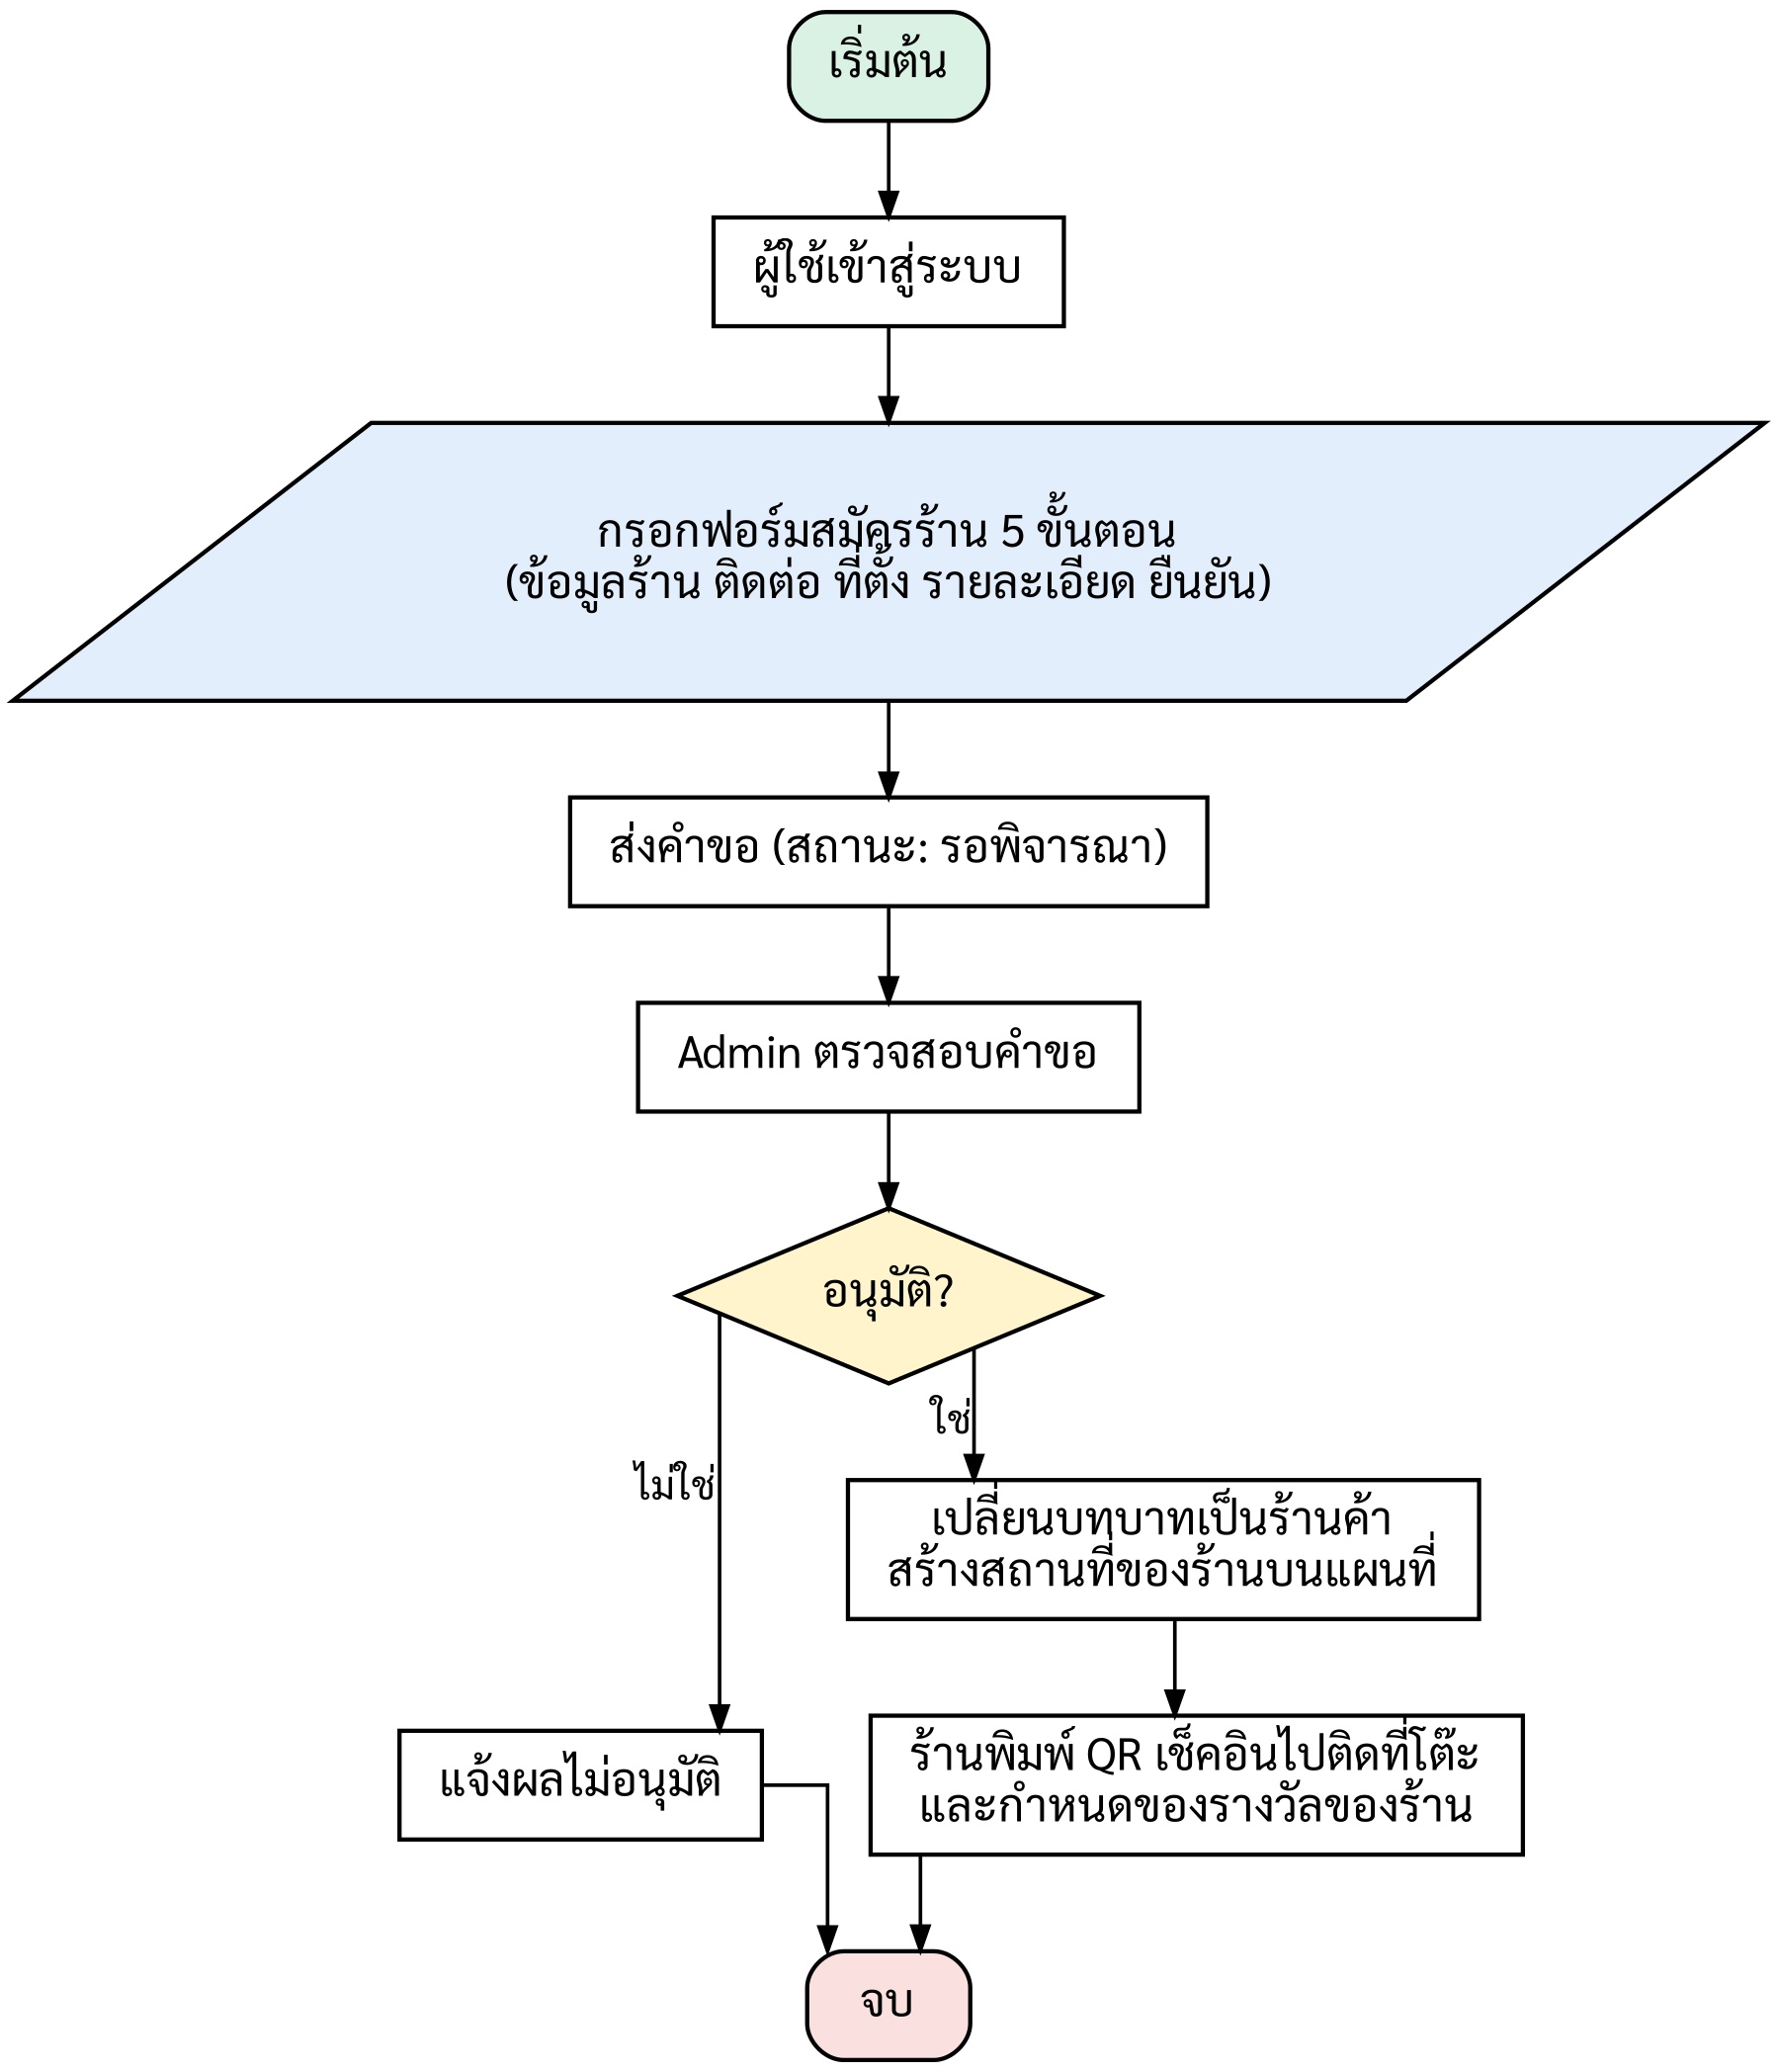 เริ่มต้น
ผู้ใช้เข้าสู่ระบบ
กรอกฟอร์มสมัครร้าน 5 ขั้นตอน
(ข้อมูลร้าน ติดต่อ ที่ตั้ง รายละเอียด ยืนยัน)
ส่งคำขอ (สถานะ: รอพิจารณา)
Admin ตรวจสอบคำขอ
อนุมัติ?
ใช่
ไม่ใช่
เปลี่ยนบทบาทเป็นร้านค้า
สร้างสถานที่ของร้านบนแผนที่
แจ้งผลไม่อนุมัติ
ร้านพิมพ์ QR เช็คอินไปติดที่โต๊ะ
และกำหนดของรางวัลของร้าน
จบ